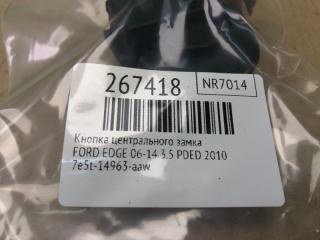 267418
NR7014
Кнопка центрального замка
FORD EDGE 06-14 3.5 PDED 2010
7e5t-14963-aaw